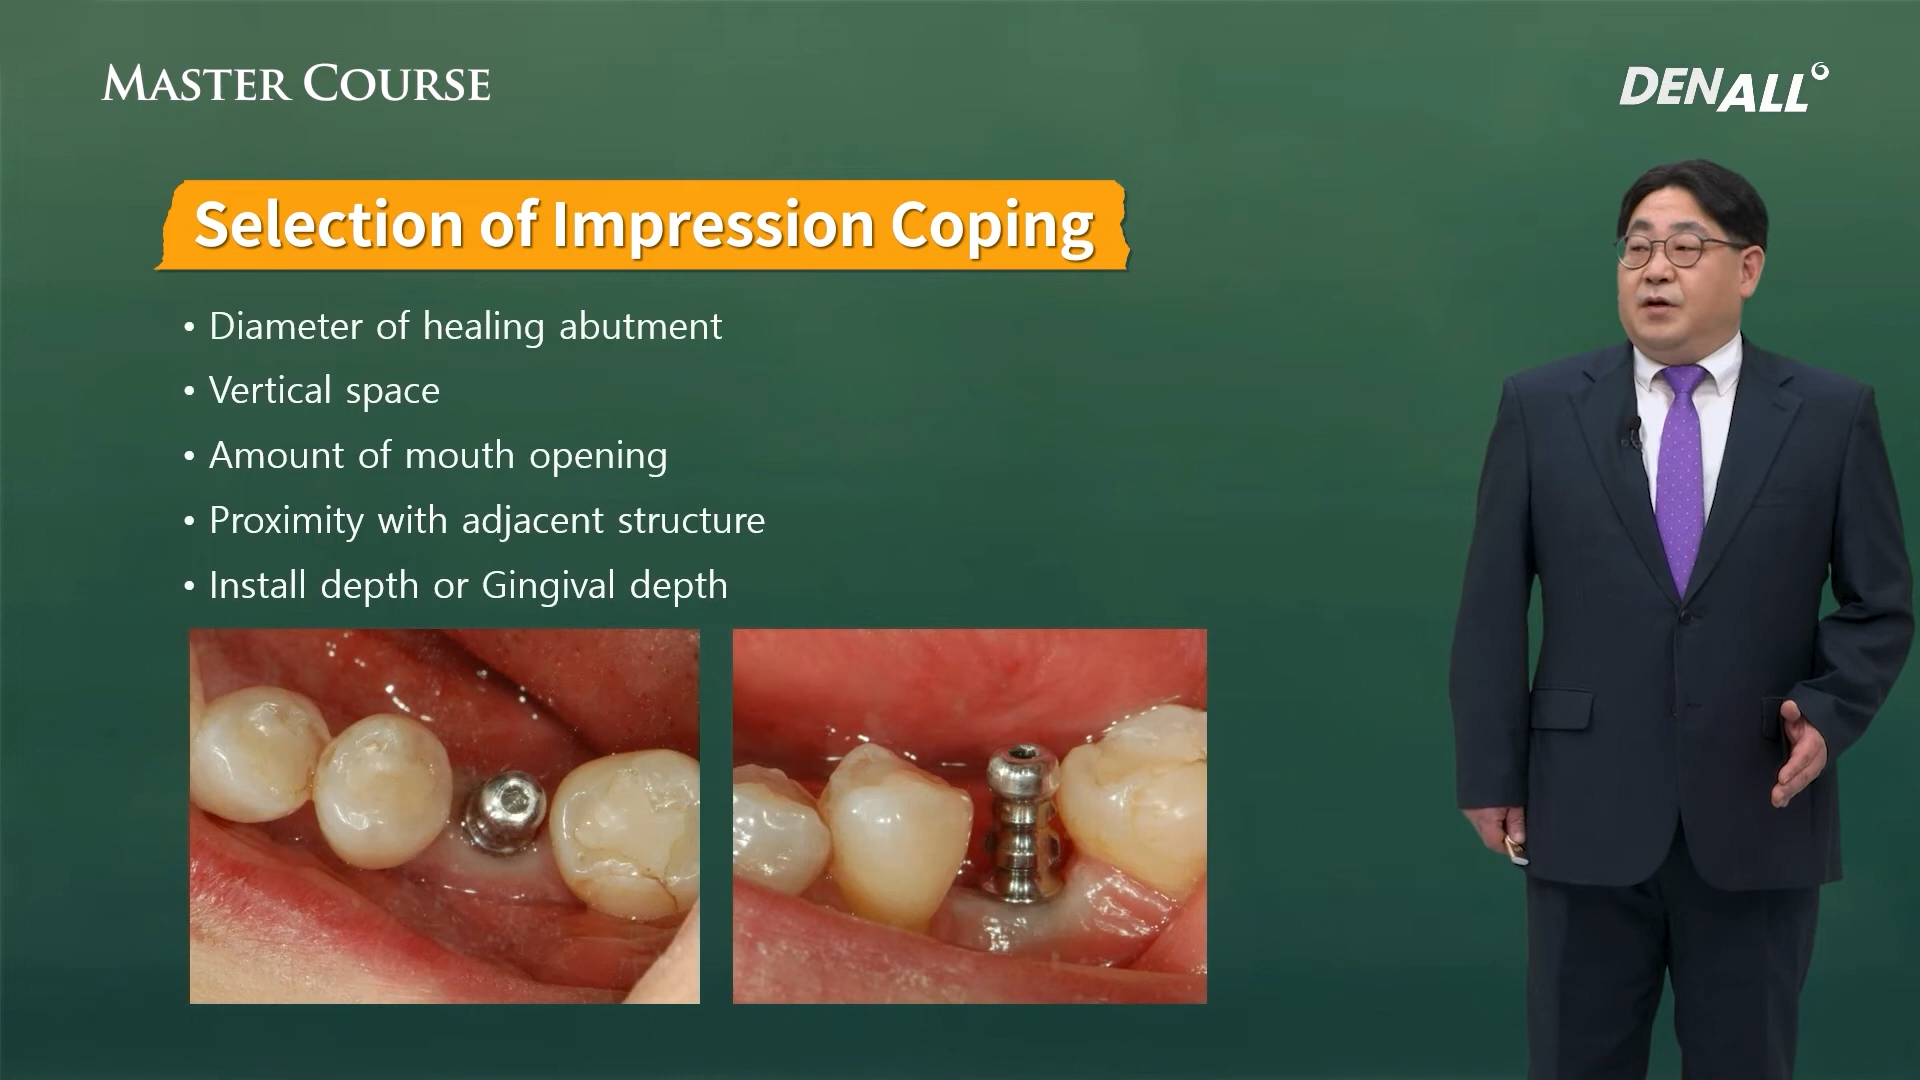 MASTER COURSE
DENALL
Selection of Impression Coping
• Diameter of healing abutment
• Vertical space
• Amount of mouth opening
• Proximity with adjacent structure
• Install depth or Gingival depth